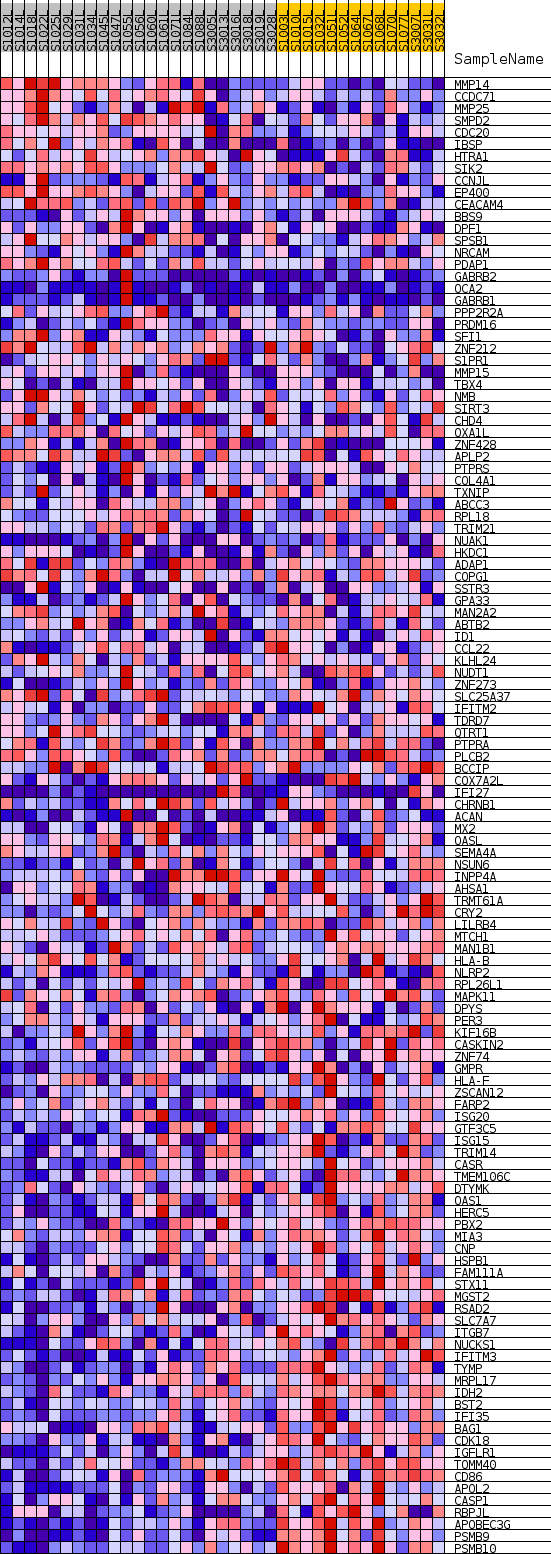 S1012 S1014 S1018 S1022 S1025 S1029 S1031 S1034 S1045 S1047 S1055 S1056 S1060 S1061 S1071 S1084 S1088 S3005 S3013 S3016 S3018 S3019 S3028 S1003 S1010 S1015 S1032 S1051 S1052 S1064 S1067 S1068 S1070 S1077 S3007 S3031 S3032
SampleName
MMP14
CCDC71
MMP25
SMPD2
CDC20
IBSP
HTRA1
SIK2
CCNJL
EP400
CEACAM4
BBS9
DPF1
SPSB1
NRCAM
PDAP1
GABRB2
OCA2
GABRB1
PPP2R2A
PRDM16
SFI1
ZNF212
S1PR1
MMP15
TBX4
NMB
SIRT3
CHD4
OXA1L
ZNF428
APLP2
PTPRS
COL4A1
TXNIP
ABCC3
RPL18
TRIM21
NUAK1
HKDC1
ADAP1
COPG1
SSTR3
GPA33
MAN2A2
ABTB2
ID1
CCL22
KLHL24
NUDT1
ZNF273
SLC25A37
IFITM2
TDRD7
QTRT1
PTPRA
PLCB2
BCCIP
COX7A2L
IFI27
CHRNB1
ACAN
MX2
OASL
SEMA4A
NSUN6
INPP4A
AHSA1
TRMT61A
CRY2
LILRB4
MTCH1
MAN1B1
HLA-B
NLRP2
RPL26L1
MAPK11
DPYS
PER3
KIF16B
CASKIN2
ZNF74
GMPR
HLA-F
ZSCAN12
FARP2
ISG20
GTF3C5
ISG15
TRIM14
CASR
TMEM106C
DTYMK
OAS1
HERC5
PBX2
MIA3
CNP
HSPB1
FAM111A
STX11
MGST2
RSAD2
SLC7A7
ITGB7
NUCKS1
IFITM3
TYMP
MRPL17
IDH2
BST2
IFI35
BAG1
CDK18
IGFLR1
TOMM40
CD86
APOL2
CASP1
RBPJL
APOBEC3G
PSMB9
PSMB10